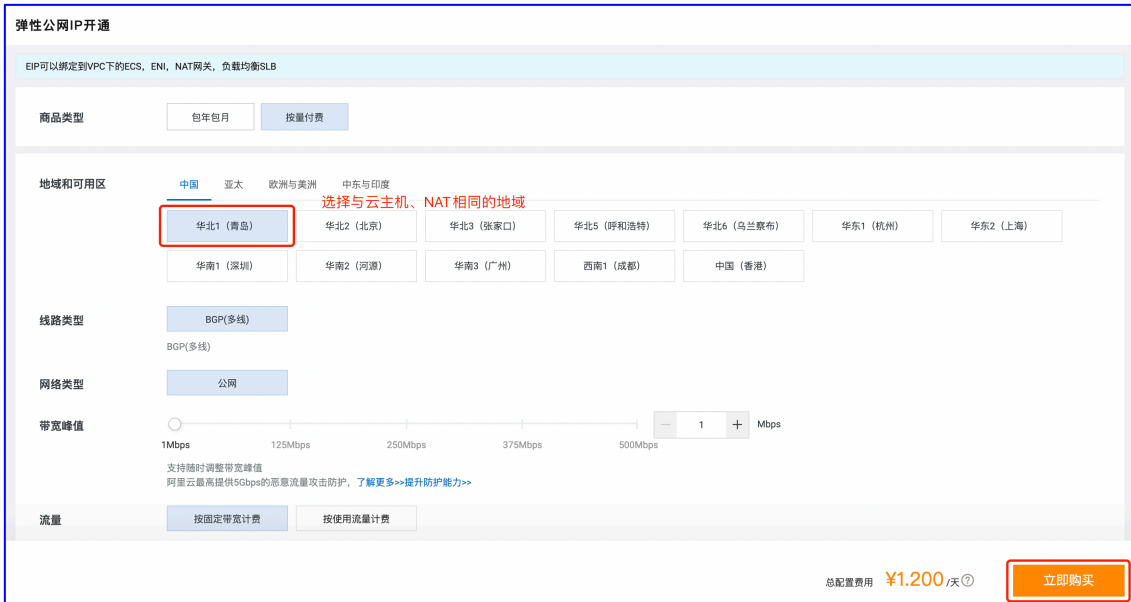 弹性公网IP开通
EIP可以绑定到VPC下的ECS，ENI，NAT网关，负载均衡SLB
商品类型 包年包月 按量付费
地域和可用区 中国 亚太 欧洲与美洲 中东与印度
选择与云主机、NAT相同的地域
华北1（青岛） 华北2（北京） 华北3（张家口） 华北5（呼和浩特） 华北6（乌兰察布） 华东1（杭州） 华东2（上海）
华南1（深圳） 华南2（河源） 华南3（广州） 西南1（成都） 中国（香港）
线路类型 BGP(多线)
BGP(多线)
网络类型 公网
带宽峰值 － 1 + Mbps
1Mbps 125Mbps 250Mbps 375Mbps 500Mbps
支持随时调整带宽峰值
阿里云最高提供5Gbps的恶意流量攻击防护，了解更多>>提升防护能力>>
流量 按固定带宽计费 按使用流量计费
总配置费用 ¥1.200 /天 ? 立即购买